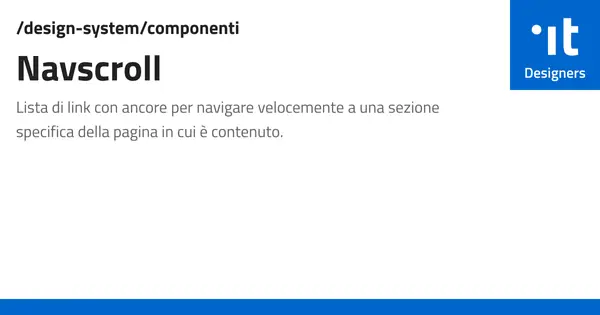 /design-system/componenti
Navscroll
Lista di link con ancore per navigare velocemente a una sezione
specifica della pagina in cui è contenuto.
it
Designers